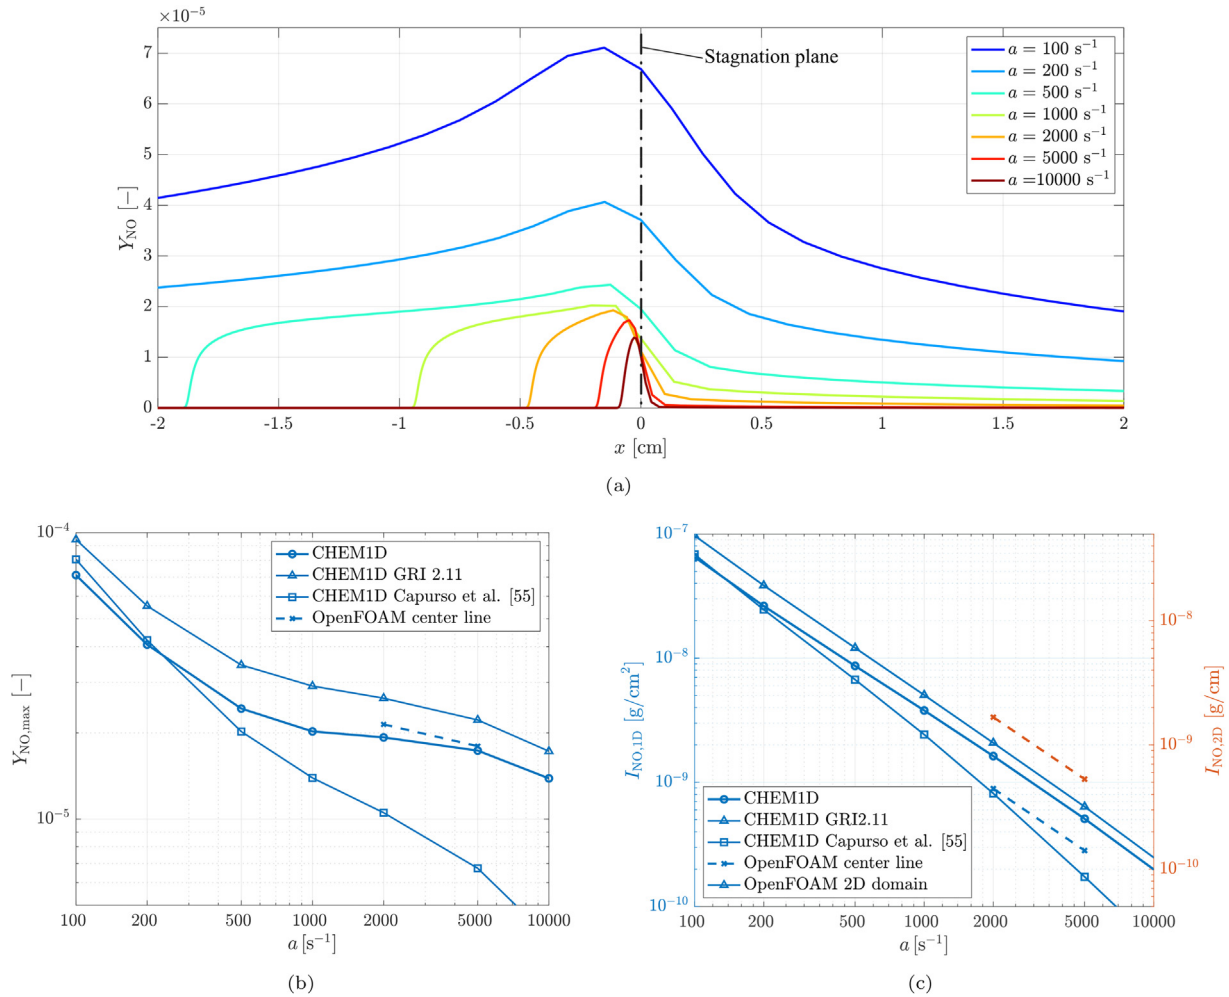 ×10⁻⁵
7
6
5
4
3
2
1
0
Y_NO [−]
Stagnation plane
a = 100 s⁻¹
a = 200 s⁻¹
a = 500 s⁻¹
a = 1000 s⁻¹
a = 2000 s⁻¹
a = 5000 s⁻¹
a =10000 s⁻¹
-2 -1.5 -1 -0.5 0 0.5 1 1.5 2
x [cm]
(a)
10⁻⁴
10⁻⁵
Y_NO,max [−]
CHEM1D
CHEM1D GRI 2.11
CHEM1D Capurso et al. [55]
OpenFOAM center line
100 200 500 1000 2000 5000 10000
a [s⁻¹]
(b)
10⁻⁷
10⁻⁸
10⁻⁹
10⁻¹⁰
I_NO,1D [g/cm²]
CHEM1D
CHEM1D GRI2.11
CHEM1D Capurso et al. [55]
OpenFOAM center line
OpenFOAM 2D domain
10⁻⁸
10⁻⁹
10⁻¹⁰
I_NO,2D [g/cm]
100 200 500 1000 2000 5000 10000
a [s⁻¹]
(c)